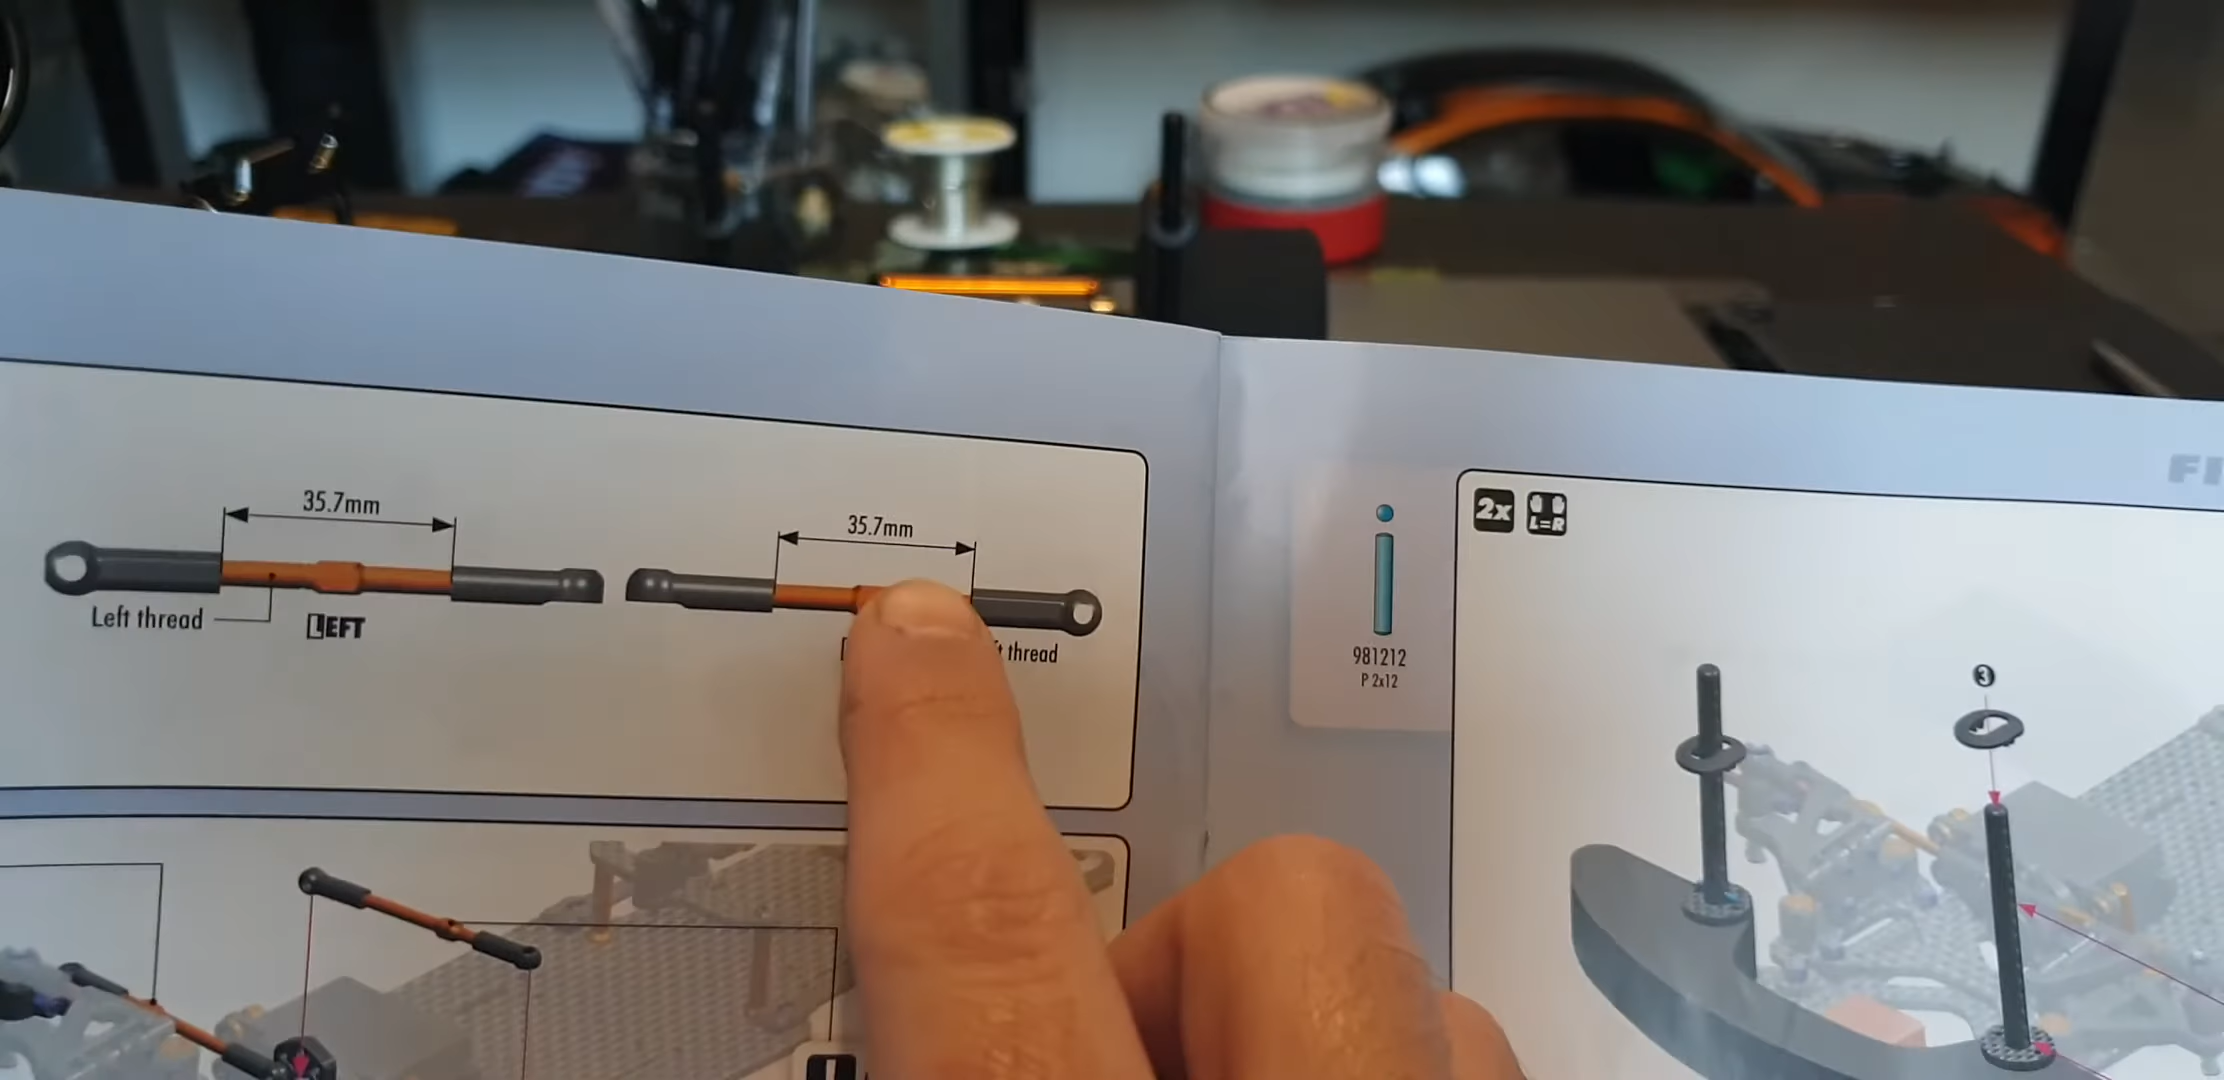 35.7mm
35.7mm
Left thread
LEFT
thread
981212
P 2x12
2x
L=R
3